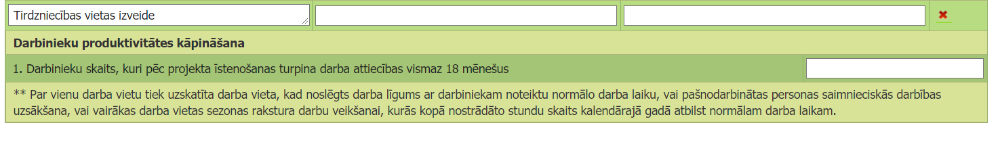 Tirdzniecības vietas izveide
Darbinieku produktivitātes kāpināšana
1. Darbinieku skaits, kuri pēc projekta īstenošanas turpina darba attiecības vismaz 18 mēnešus
** Par vienu darba vietu tiek uzskatīta darba vieta, kad noslēgts darba līgums ar darbiniekam noteiktu normālo darba laiku, vai pašnodarbinātas personas saimnieciskās darbības
uzsākšana, vai vairākas darba vietas sezonas rakstura darbu veikšanai, kurās kopā nostrādāto stundu skaits kalendārajā gadā atbilst normālam darba laikam.